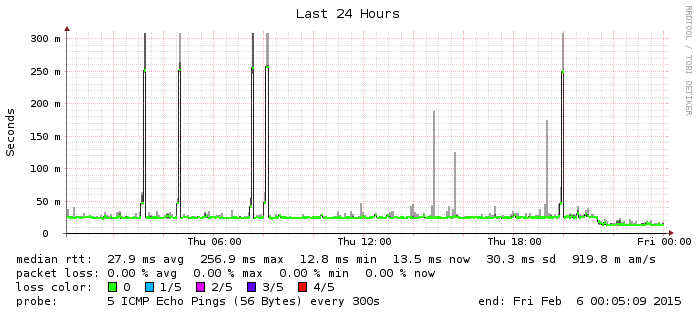 Last 24 Hours
RRDTOOL / TOBI OETIKER
Seconds
300 m
250 m
200 m
150 m
100 m
50 m
0
Thu 06:00 Thu 12:00 Thu 18:00 Fri 00:00
median rtt: 27.9 ms avg 256.9 ms max 12.8 ms min 13.5 ms now 30.3 ms sd 919.8 m am/s
packet loss: 0.00 % avg 0.00 % max 0.00 % min 0.00 % now
loss color: 0 1/5 2/5 3/5 4/5
probe: 5 ICMP Echo Pings (56 Bytes) every 300s end: Fri Feb 6 00:05:09 2015